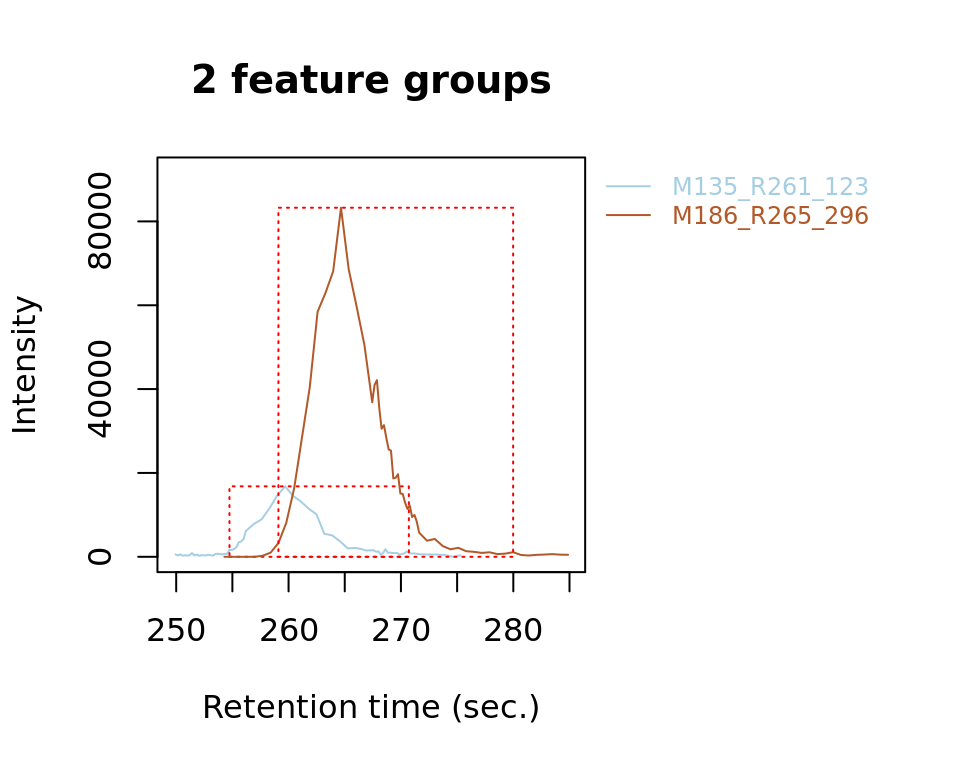 2 feature groups
M135_R261_123
M186_R265_296
Intensity
80000
40000
0
250 260 270 280
Retention time (sec.)